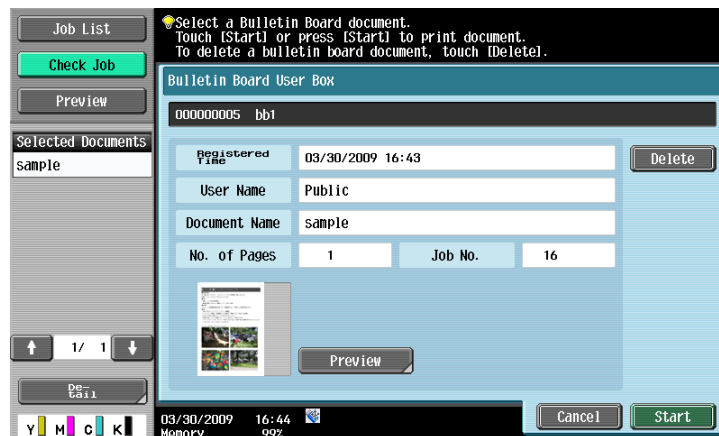 Job List
Check Job
Preview
Selected Documents
sample
1/ 1
De-
tail
Y M C K
Select a Bulletin Board document.
Touch [Start] or press [Start] to print document.
To delete a bulletin board document, touch [Delete].
Bulletin Board User Box
000000005 bb1
Registered
Time
03/30/2009 16:43
Delete
User Name
Public
Document Name
sample
No. of Pages
1
Job No.
16
Preview
03/30/2009 16:44
Memory 99%
Cancel
Start